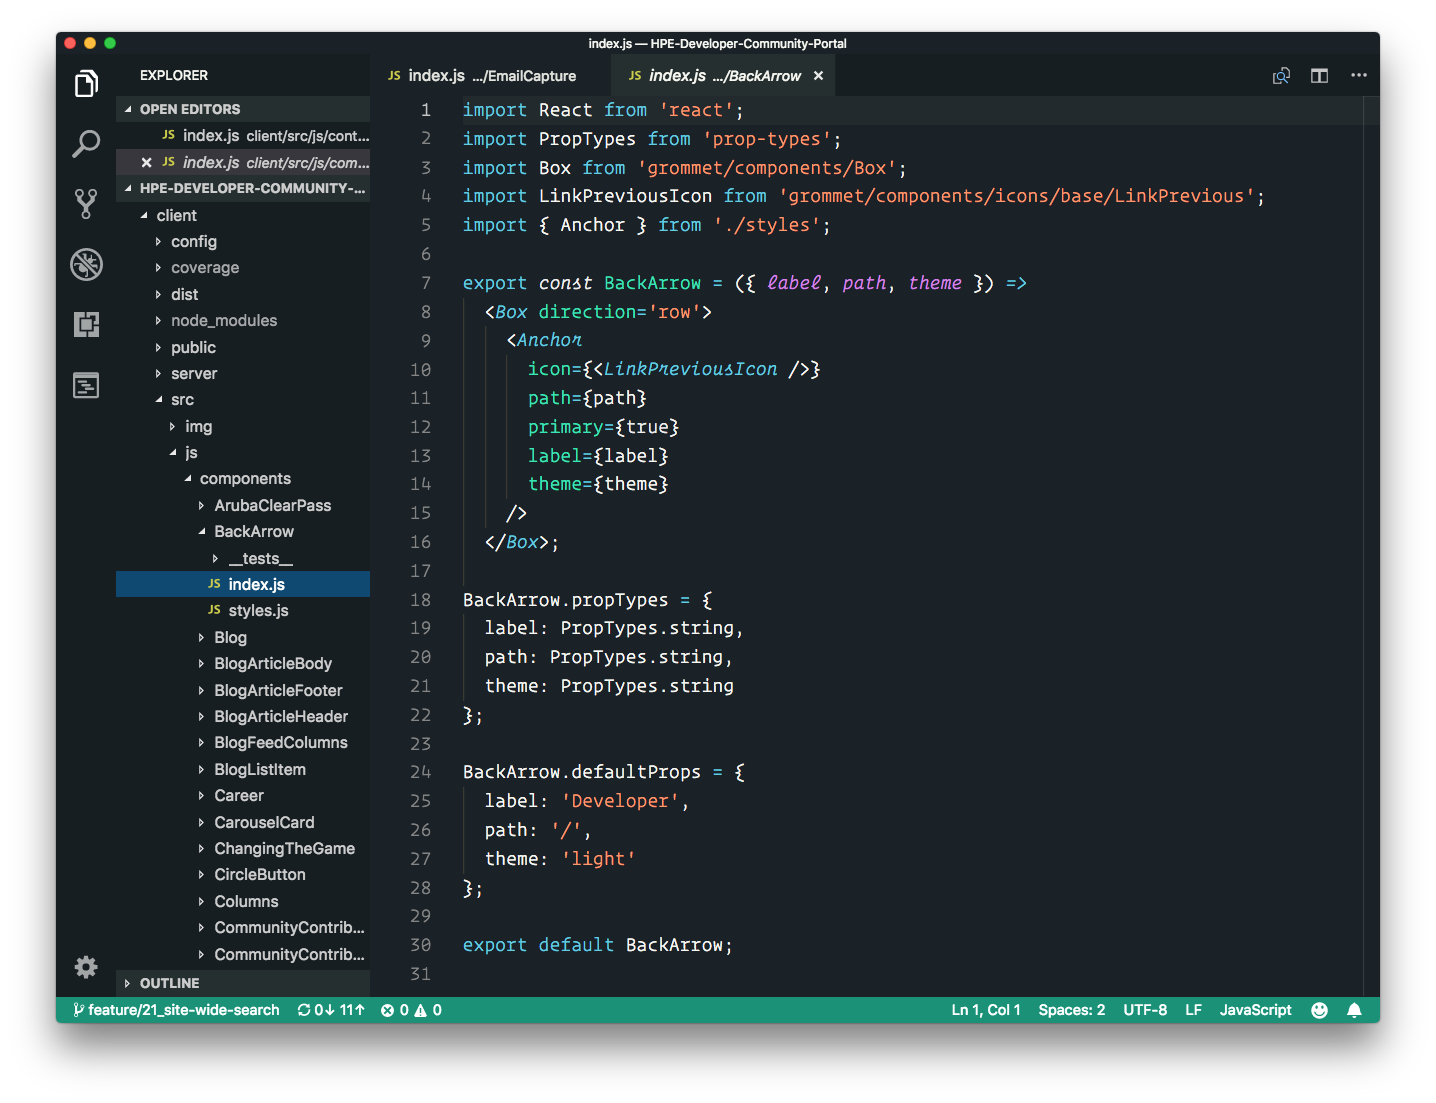 index.js — HPE-Developer-Community-Portal
EXPLORER
OPEN EDITORS
JS index.js client/src/js/cont...
JS index.js client/src/js/com...
HPE-DEVELOPER-COMMUNITY-...
client
config
coverage
dist
node_modules
public
server
src
img
js
components
ArubaClearPass
BackArrow
__tests__
JS index.js
JS styles.js
Blog
BlogArticleBody
BlogArticleFooter
BlogArticleHeader
BlogFeedColumns
BlogListItem
Career
CarouselCard
ChangingTheGame
CircleButton
Columns
CommunityContrib...
CommunityContrib...
OUTLINE
JS index.js .../EmailCapture
JS index.js .../BackArrow
1 import React from 'react';
2 import PropTypes from 'prop-types';
3 import Box from 'grommet/components/Box';
4 import LinkPreviousIcon from 'grommet/components/icons/base/LinkPrevious';
5 import { Anchor } from './styles';
6
7 export const BackArrow = ({ label, path, theme }) =>
8 <Box direction='row'>
9 <Anchor
10 icon={<LinkPreviousIcon />}
11 path={path}
12 primary={true}
13 label={label}
14 theme={theme}
15 />
16 </Box>;
17
18 BackArrow.propTypes = {
19 label: PropTypes.string,
20 path: PropTypes.string,
21 theme: PropTypes.string
22 };
23
24 BackArrow.defaultProps = {
25 label: 'Developer',
26 path: '/',
27 theme: 'light'
28 };
29
30 export default BackArrow;
31
feature/21_site-wide-search 0↓ 11↑ 0 0 Ln 1, Col 1 Spaces: 2 UTF-8 LF JavaScript